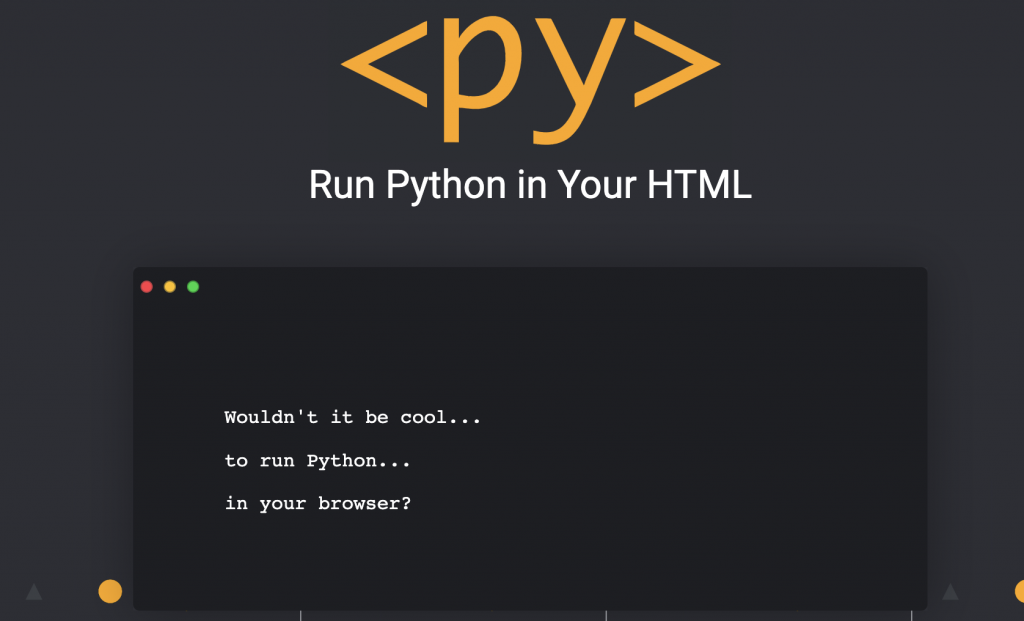 <py>
Run Python in Your HTML
Wouldn't it be cool...
to run Python...
in your browser?